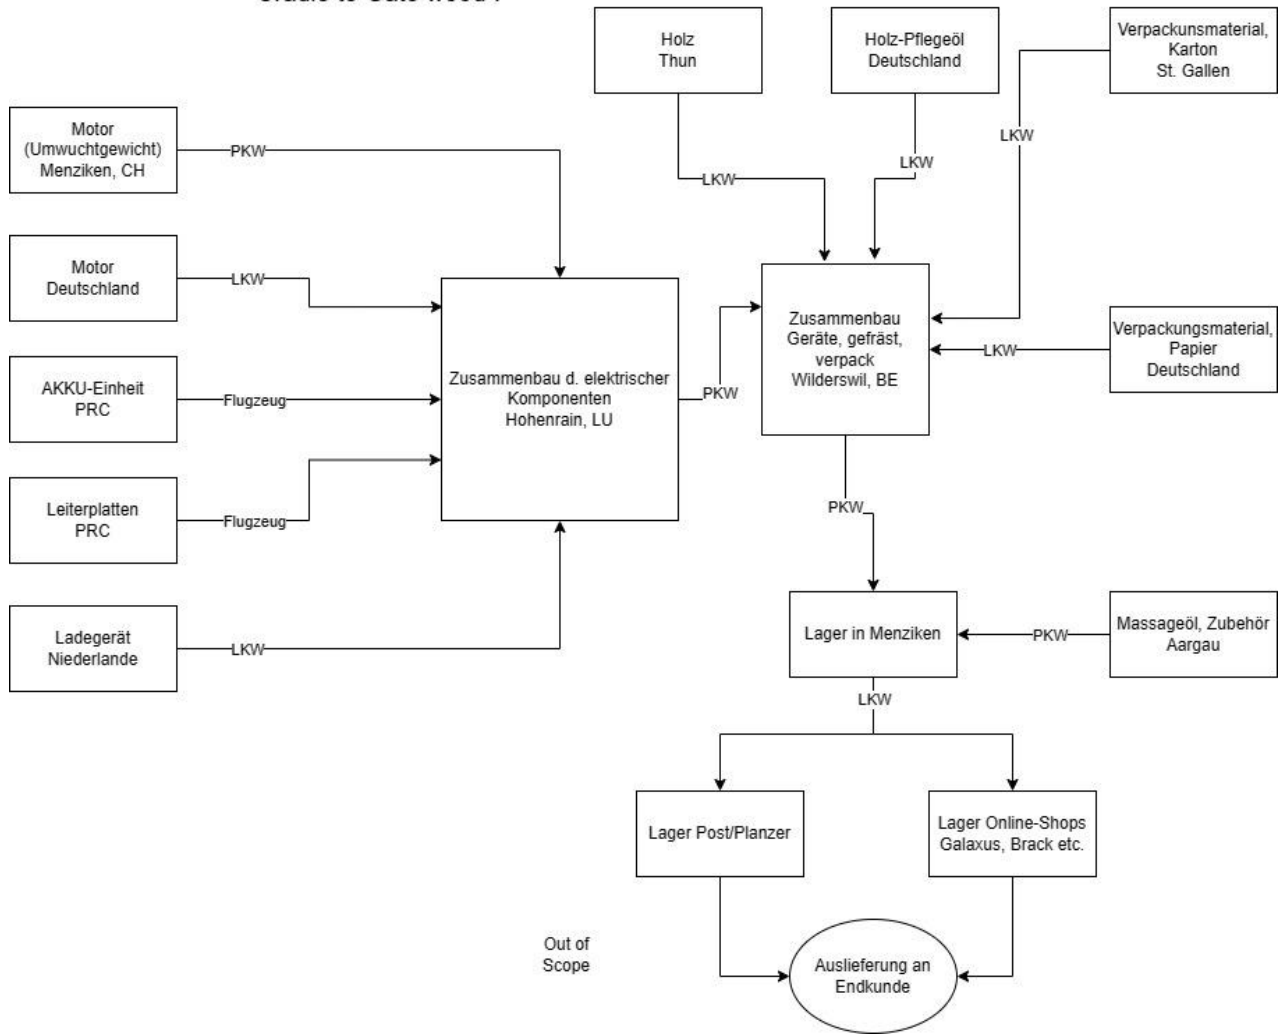 Holz
Thun
Holz-Pflegeöl
Deutschland
Verpackunsmaterial,
Karton
St. Gallen
Motor
(Umwuchtgewicht)
Menziken, CH
PKW
LKW
LKW
LKW
Motor
Deutschland
LKW
Zusammenbau d. elektrischer
Komponenten
Hohenrain, LU
PKW
Zusammenbau
Geräte, gefräst,
verpack
Wilderswil, BE
LKW
Verpackungsmaterial,
Papier
Deutschland
AKKU-Einheit
PRC
Flugzeug
Leiterplatten
PRC
Flugzeug
PKW
Ladegerät
Niederlande
LKW
Lager in Menziken
PKW
Massageöl, Zubehör
Aargau
LKW
Lager Post/Planzer
Lager Online-Shops
Galaxus, Brack etc.
Out of
Scope
Auslieferung an
Endkunde